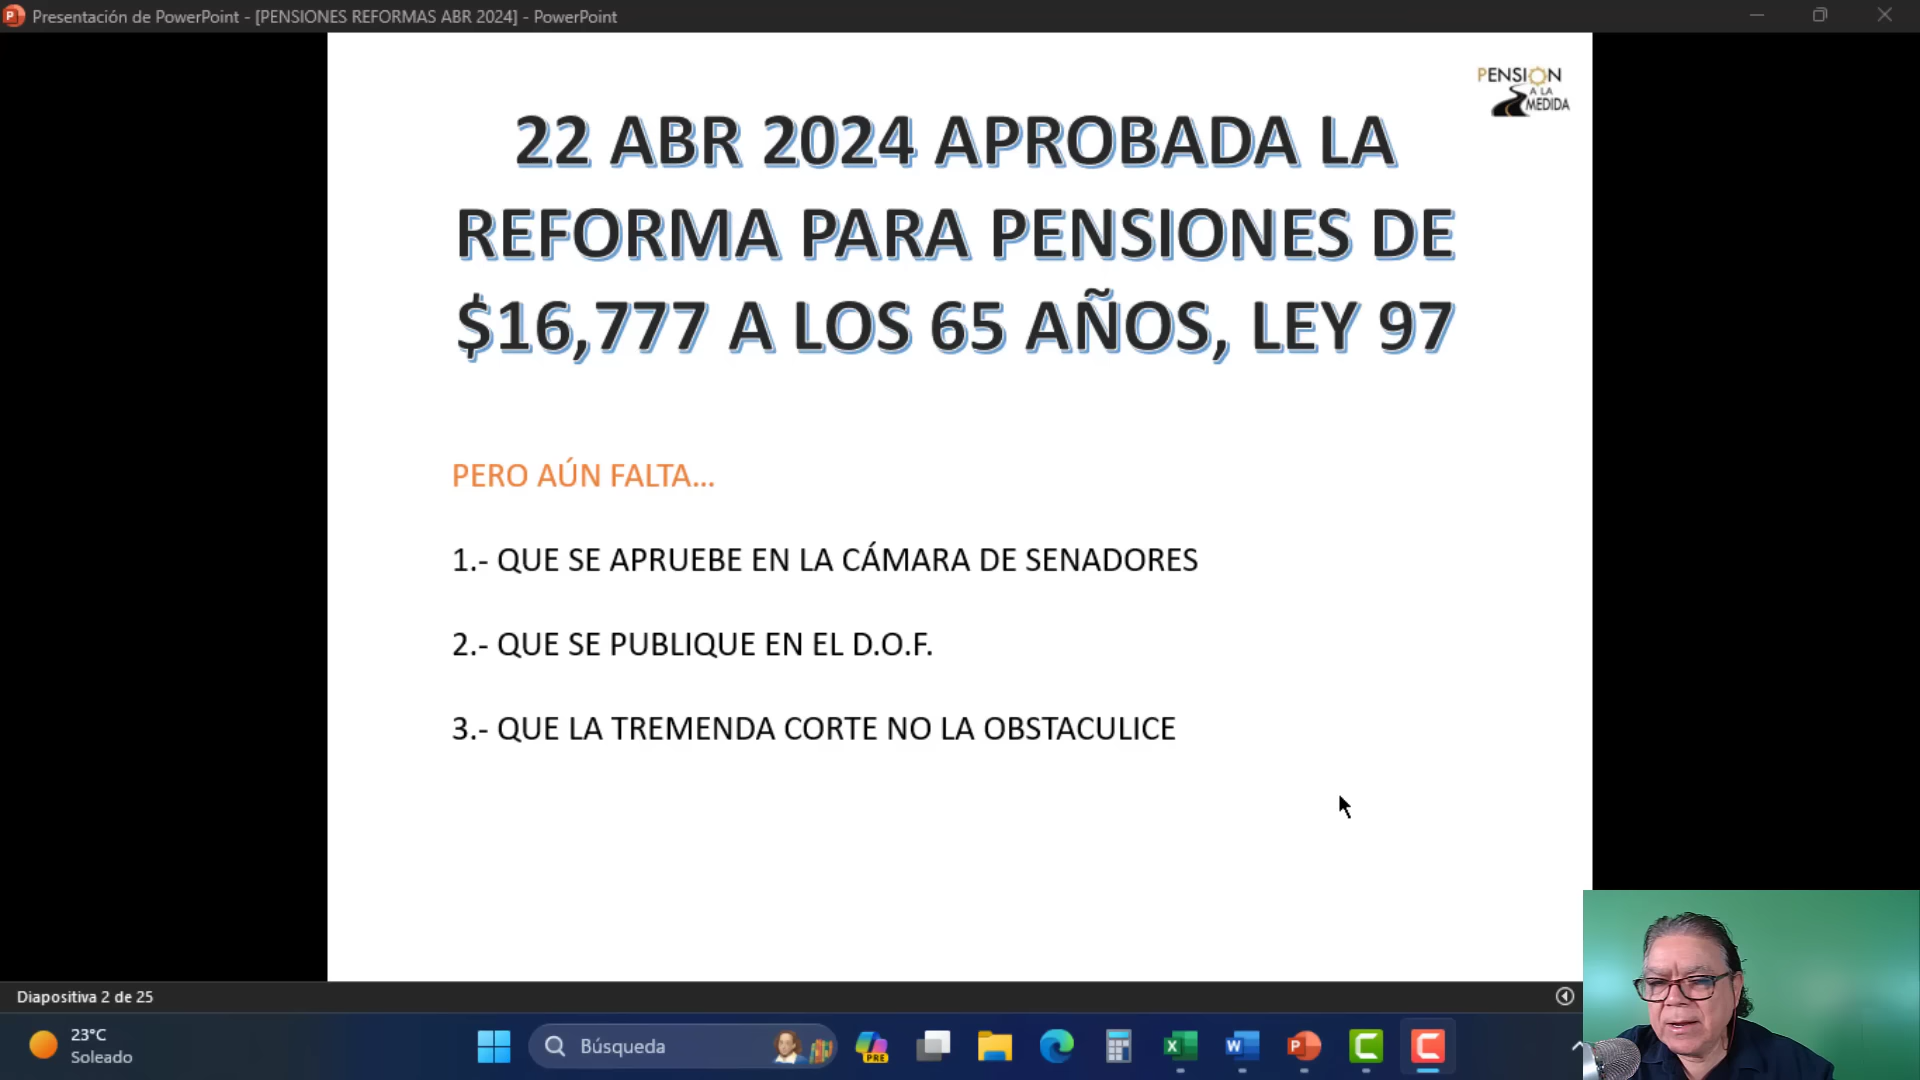 Presentación de PowerPoint - [PENSIONES REFORMAS ABR 2024] - PowerPoint
PENSION
A LA
MEDIDA
22 ABR 2024 APROBADA LA
REFORMA PARA PENSIONES DE
$16,777 A LOS 65 AÑOS, LEY 97
PERO AÚN FALTA...
1.- QUE SE APRUEBE EN LA CÁMARA DE SENADORES
2.- QUE SE PUBLIQUE EN EL D.O.F.
3.- QUE LA TREMENDA CORTE NO LA OBSTACULICE
Diapositiva 2 de 25
23°C
Soleado
Búsqueda
PRE